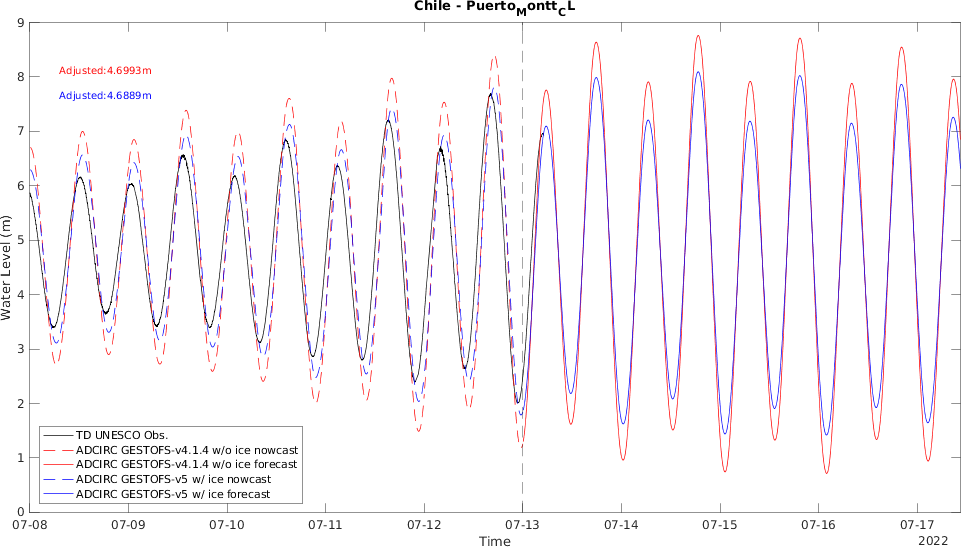 Chile - PuertoMonttCL
9
8
7
6
5
4
3
2
1
0
Water Level (m)
Adjusted:4.6993m
Adjusted:4.6889m
TD UNESCO Obs.
ADCIRC GESTOFS-v4.1.4 w/o ice nowcast
ADCIRC GESTOFS-v4.1.4 w/o ice forecast
ADCIRC GESTOFS-v5 w/ ice nowcast
ADCIRC GESTOFS-v5 w/ ice forecast
07-08 07-09 07-10 07-11 07-12 07-13 07-14 07-15 07-16 07-17
Time
2022